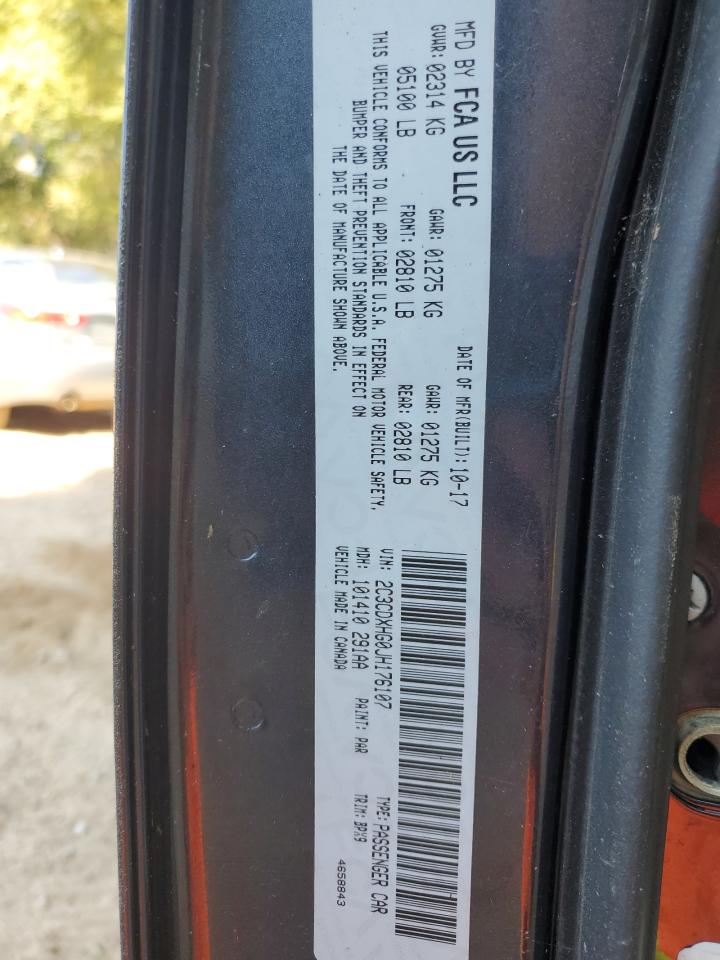 MFD BY FCA US LLC
DATE OF MFR(BUILT): 10-17
GVWR: 02314 KG
GAWR: 01275 KG
GAWR: 01275 KG
05100 LB
FRONT: 02810 LB
REAR: 02810 LB
THIS VEHICLE CONFORMS TO ALL APPLICABLE U.S.A. FEDERAL MOTOR VEHICLE SAFETY,
BUMPER AND THEFT PREVENTION STANDARDS IN EFFECT ON
THE DATE OF MANUFACTURE SHOWN ABOVE.
VIN: 2C3CDXHG0JH176107
TYPE: PASSENGER CAR
MDH: 101410 291AA
PAINT: PAR
TRIM: BPX9
VEHICLE MADE IN CANADA
4658843